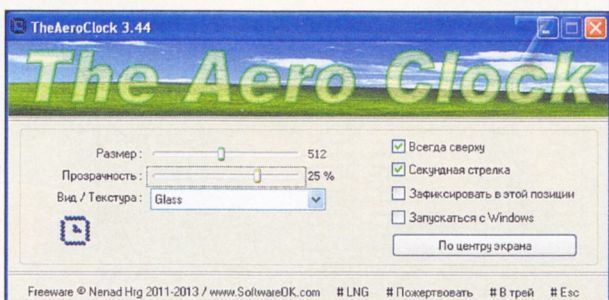 TheAeroClock 3.44
The Aero Clock
Размер: 512
Прозрачность: 25 %
Вид / Текстура: Glass
Всегда сверху
Секундная стрелка
Зафиксировать в этой позиции
Запускаться с Windows
По центру экрана
Freeware © Nenad Hrg 2011-2013 / www.SoftwareOK.com # LNG # Пожертвовать # В трей # Esc